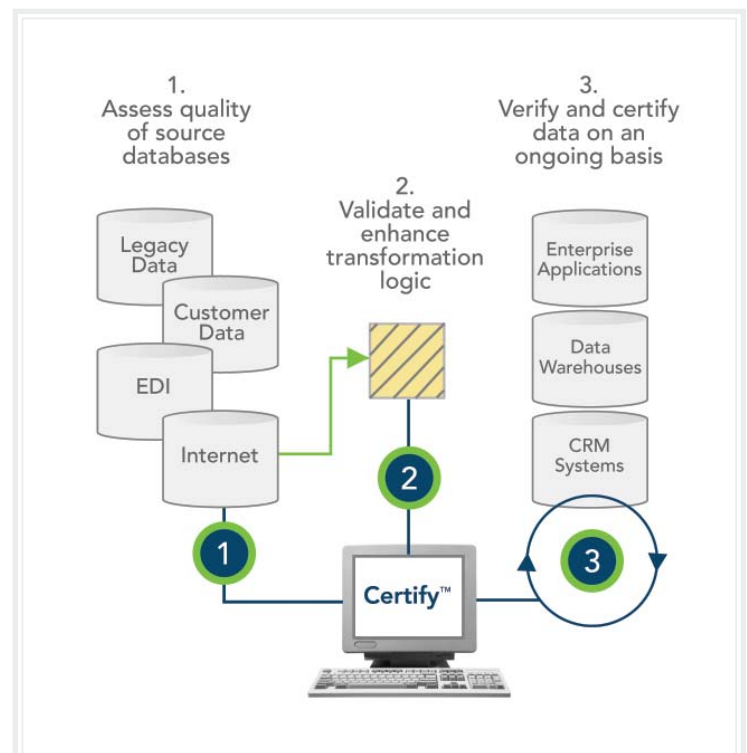 1.
Assess quality
of source
databases
Legacy
Data
Customer
Data
EDI
Internet
1
2.
Validate and
enhance
transformation
logic
2
Certify™
3.
Verify and certify
data on an
ongoing basis
Enterprise
Applications
Data
Warehouses
CRM
Systems
3